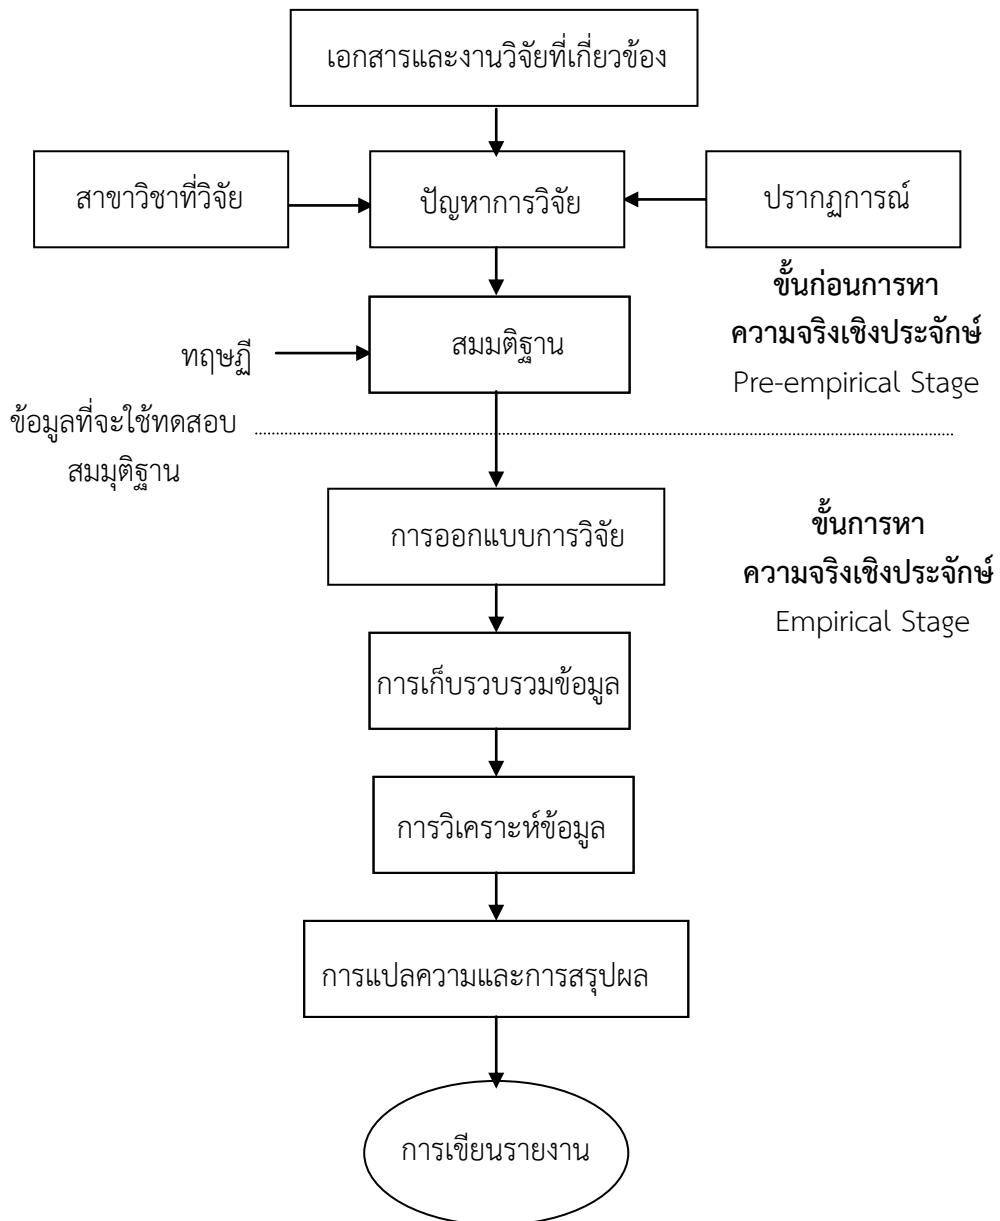 เอกสารและงานวิจัยที่เกี่ยวข้อง
สาขาวิชาที่วิจัย
ปัญหาการวิจัย
ปรากฏการณ์
ขั้นก่อนการหา
ความจริงเชิงประจักษ์
Pre-empirical Stage
สมมติฐาน
ทฤษฏี
ข้อมูลที่จะใช้ทดสอบ
สมมุติฐาน
การออกแบบการวิจัย
ขั้นการหา
ความจริงเชิงประจักษ์
Empirical Stage
การเก็บรวบรวมข้อมูล
การวิเคราะห์ข้อมูล
การแปลความและการสรุปผล
การเขียนรายงาน